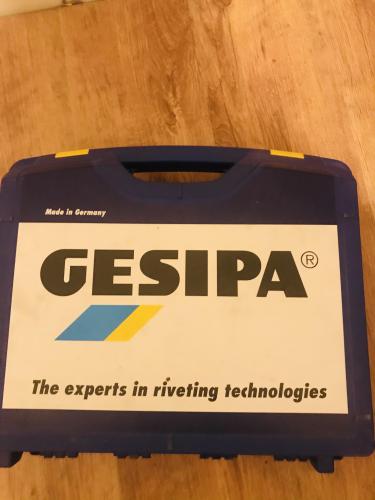 Made in Germany
GESIPA®
The experts in riveting technologies